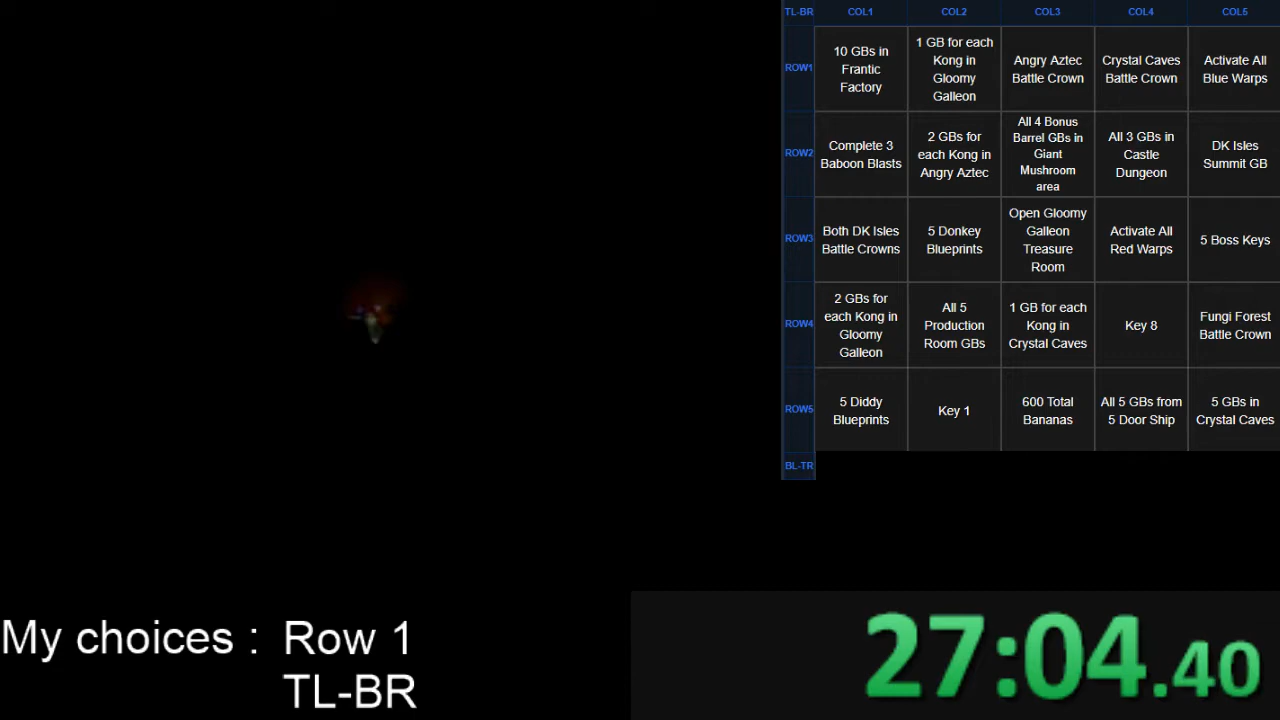 TL-BR COL1 COL2 COL3 COL4 COL5
ROW1
10 GBs in
Frantic
Factory
1 GB for each
Kong in
Gloomy
Galleon
Angry Aztec
Battle Crown
Crystal Caves
Battle Crown
Activate All
Blue Warps
ROW2
Complete 3
Baboon Blasts
2 GBs for
each Kong in
Angry Aztec
All 4 Bonus
Barrel GBs in
Giant
Mushroom
area
All 3 GBs in
Castle
Dungeon
DK Isles
Summit GB
ROW3
Both DK Isles
Battle Crowns
5 Donkey
Blueprints
Open Gloomy
Galleon
Treasure
Room
Activate All
Red Warps
5 Boss Keys
ROW4
2 GBs for
each Kong in
Gloomy
Galleon
All 5
Production
Room GBs
1 GB for each
Kong in
Crystal Caves
Key 8
Fungi Forest
Battle Crown
ROW5
5 Diddy
Blueprints
Key 1
600 Total
Bananas
All 5 GBs from
5 Door Ship
5 GBs in
Crystal Caves
BL-TR
My choices : Row 1
TL-BR
27:04.40